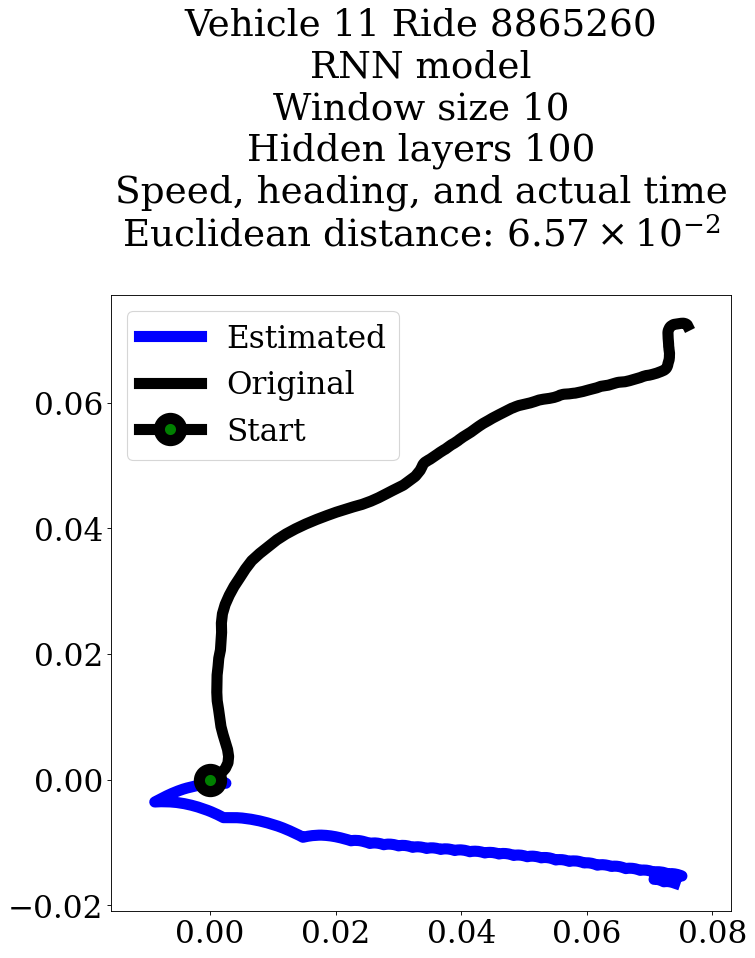 Vehicle 11 Ride 8865260
RNN model
Window size 10
Hidden layers 100
Speed, heading, and actual time
Euclidean distance: 6.57 × 10⁻²
Estimated
Original
Start
0.06
0.04
0.02
0.00
−0.02
0.00 0.02 0.04 0.06 0.08